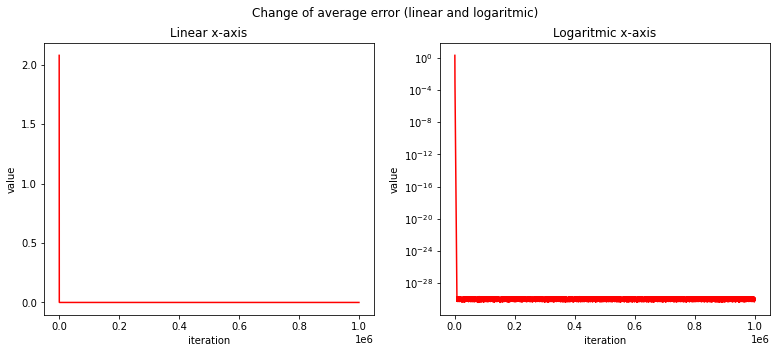 Change of average error (linear and logaritmic)
Linear x-axis
Logaritmic x-axis
value
2.0
1.5
1.0
0.5
0.0
0.0 0.2 0.4 0.6 0.8 1.0
1e6
iteration
value
10⁰
10⁻⁴
10⁻⁸
10⁻¹²
10⁻¹⁶
10⁻²⁰
10⁻²⁴
10⁻²⁸
0.0 0.2 0.4 0.6 0.8 1.0
1e6
iteration